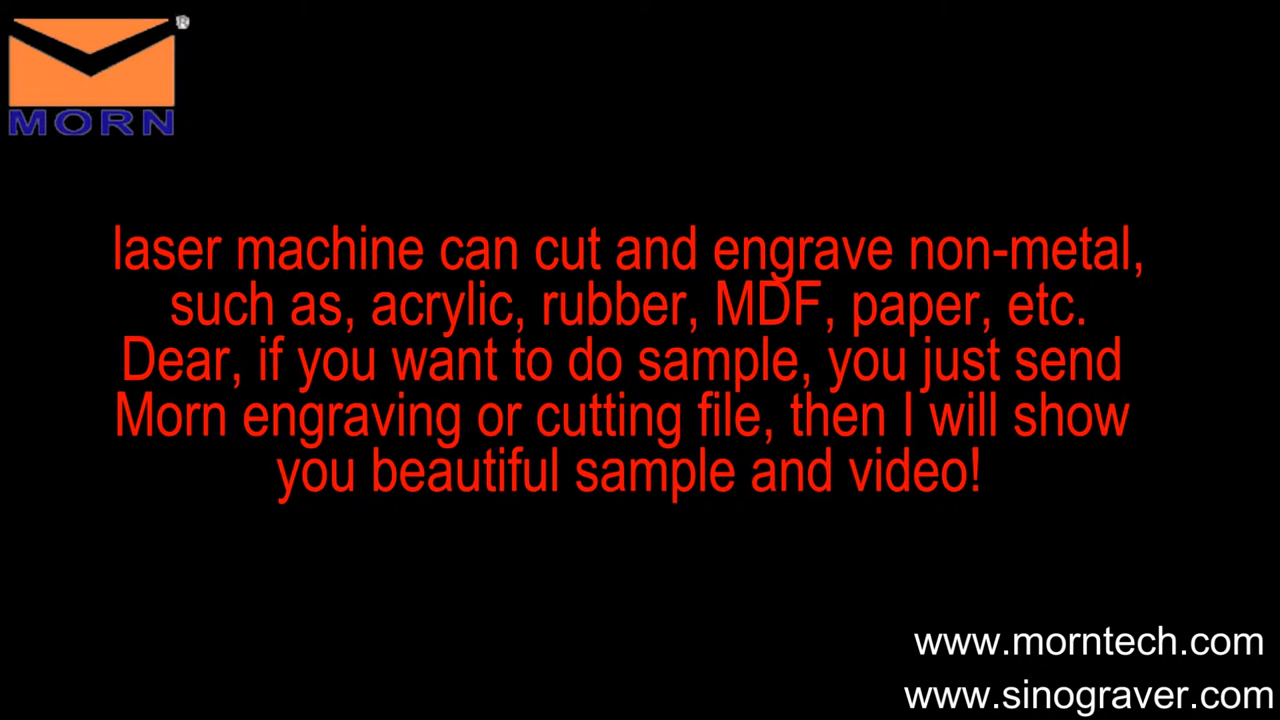 ®
MORN
laser machine can cut and engrave non-metal,
such as, acrylic, rubber, MDF, paper, etc.
Dear, if you want to do sample, you just send
Morn engraving or cutting file, then I will show
you beautiful sample and video!
www.morntech.com
www.sinograver.com